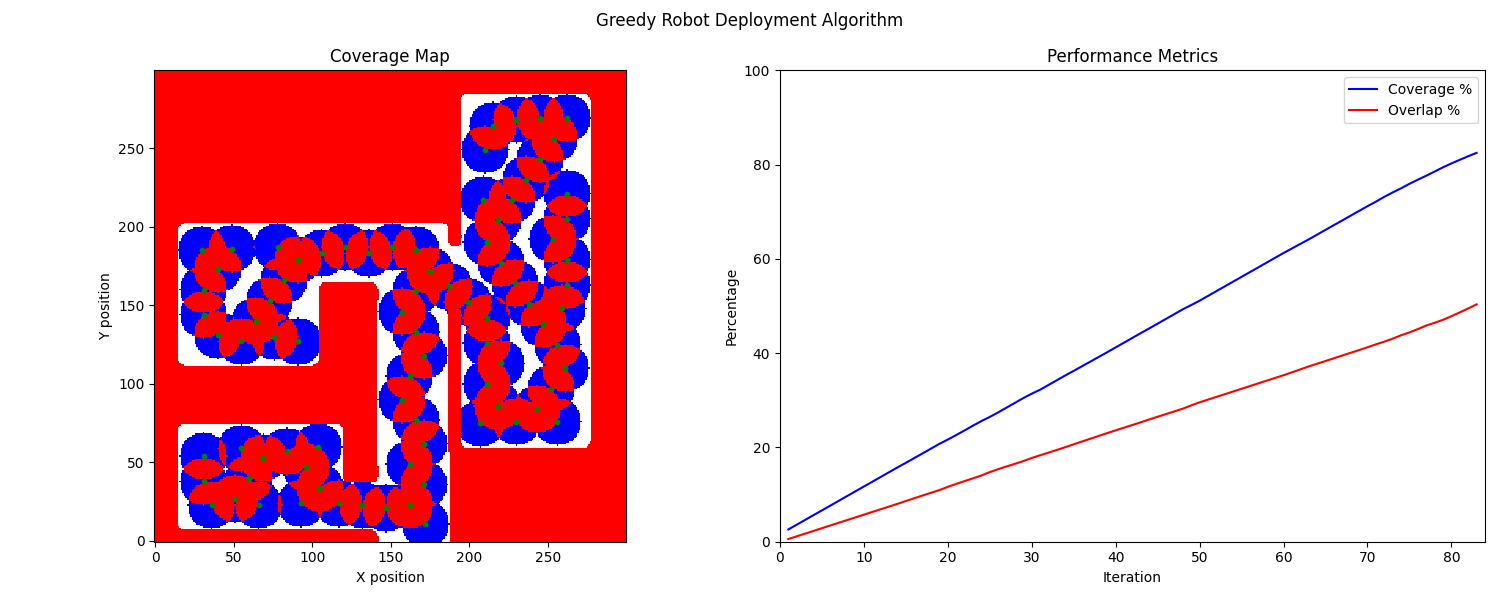 Greedy Robot Deployment Algorithm
Coverage Map
Y position
250
200
150
100
50
0
0 50 100 150 200 250
X position
Performance Metrics
Percentage
100
80
60
40
20
0
Coverage %
Overlap %
0 10 20 30 40 50 60 70 80
Iteration